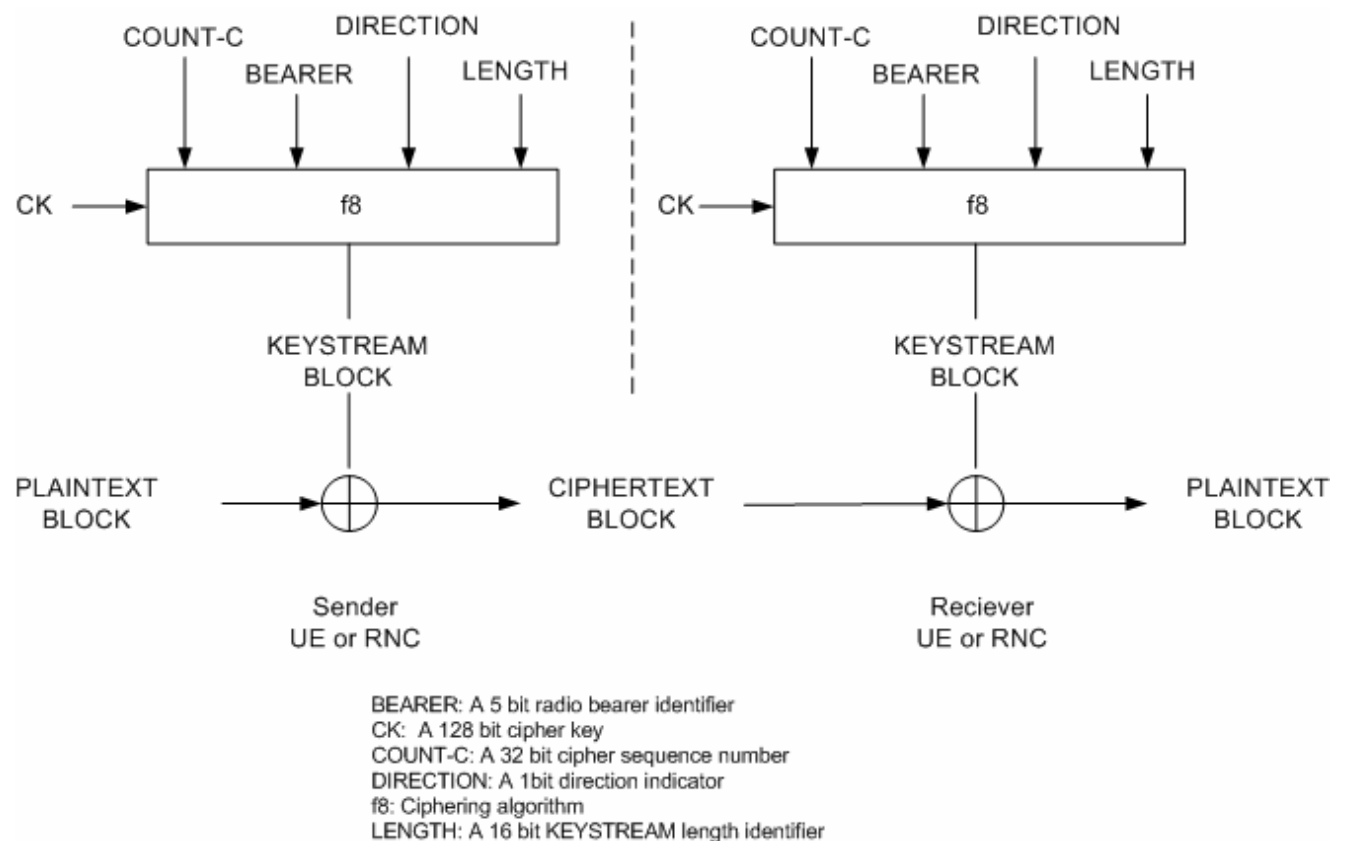 COUNT-C
DIRECTION
BEARER
LENGTH
CK
f8
KEYSTREAM
BLOCK
PLAINTEXT
BLOCK
Sender
UE or RNC
CIPHERTEXT
BLOCK
COUNT-C
DIRECTION
BEARER
LENGTH
CK
f8
KEYSTREAM
BLOCK
PLAINTEXT
BLOCK
Reciever
UE or RNC
BEARER: A 5 bit radio bearer identifier
CK: A 128 bit cipher key
COUNT-C: A 32 bit cipher sequence number
DIRECTION: A 1bit direction indicator
f8: Ciphering algorithm
LENGTH: A 16 bit KEYSTREAM length identifier